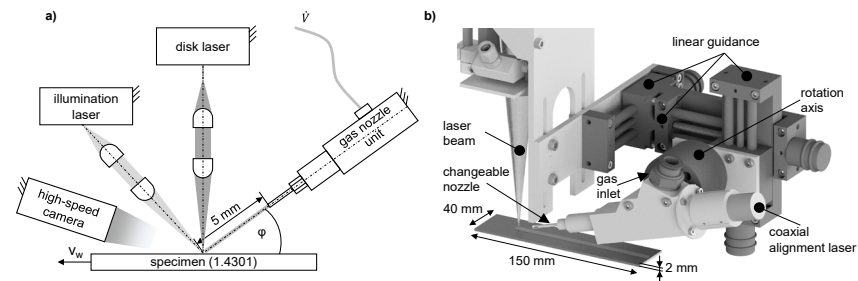 a)
V̇
disk laser
illumination
laser
gas nozzle
unit
high-speed
camera
5 mm
φ
vw
specimen (1.4301)
b)
linear guidance
rotation
axis
laser
beam
changeable
nozzle
gas
inlet
40 mm
150 mm
2 mm
coaxial
alignment laser